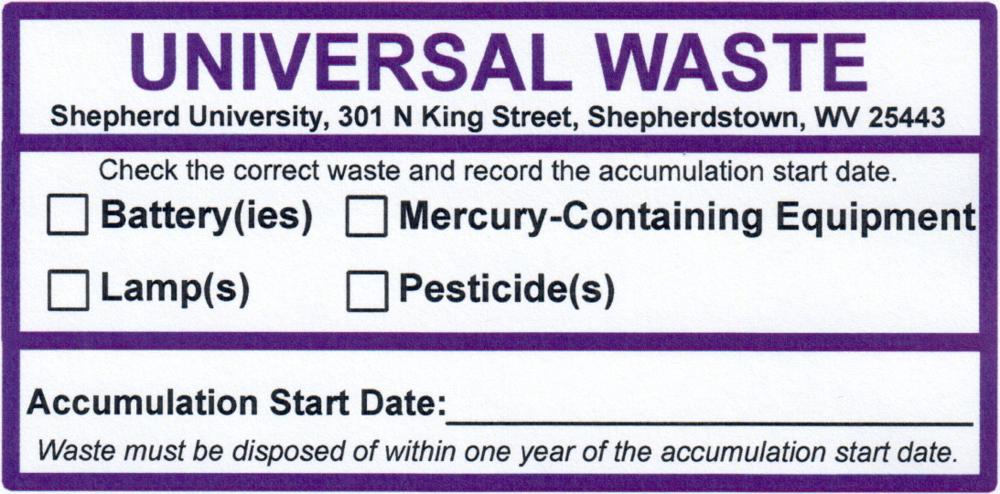 UNIVERSAL WASTE
Shepherd University, 301 N King Street, Shepherdstown, WV 25443
Check the correct waste and record the accumulation start date.
Battery(ies) Mercury-Containing Equipment
Lamp(s) Pesticide(s)
Accumulation Start Date:
Waste must be disposed of within one year of the accumulation start date.